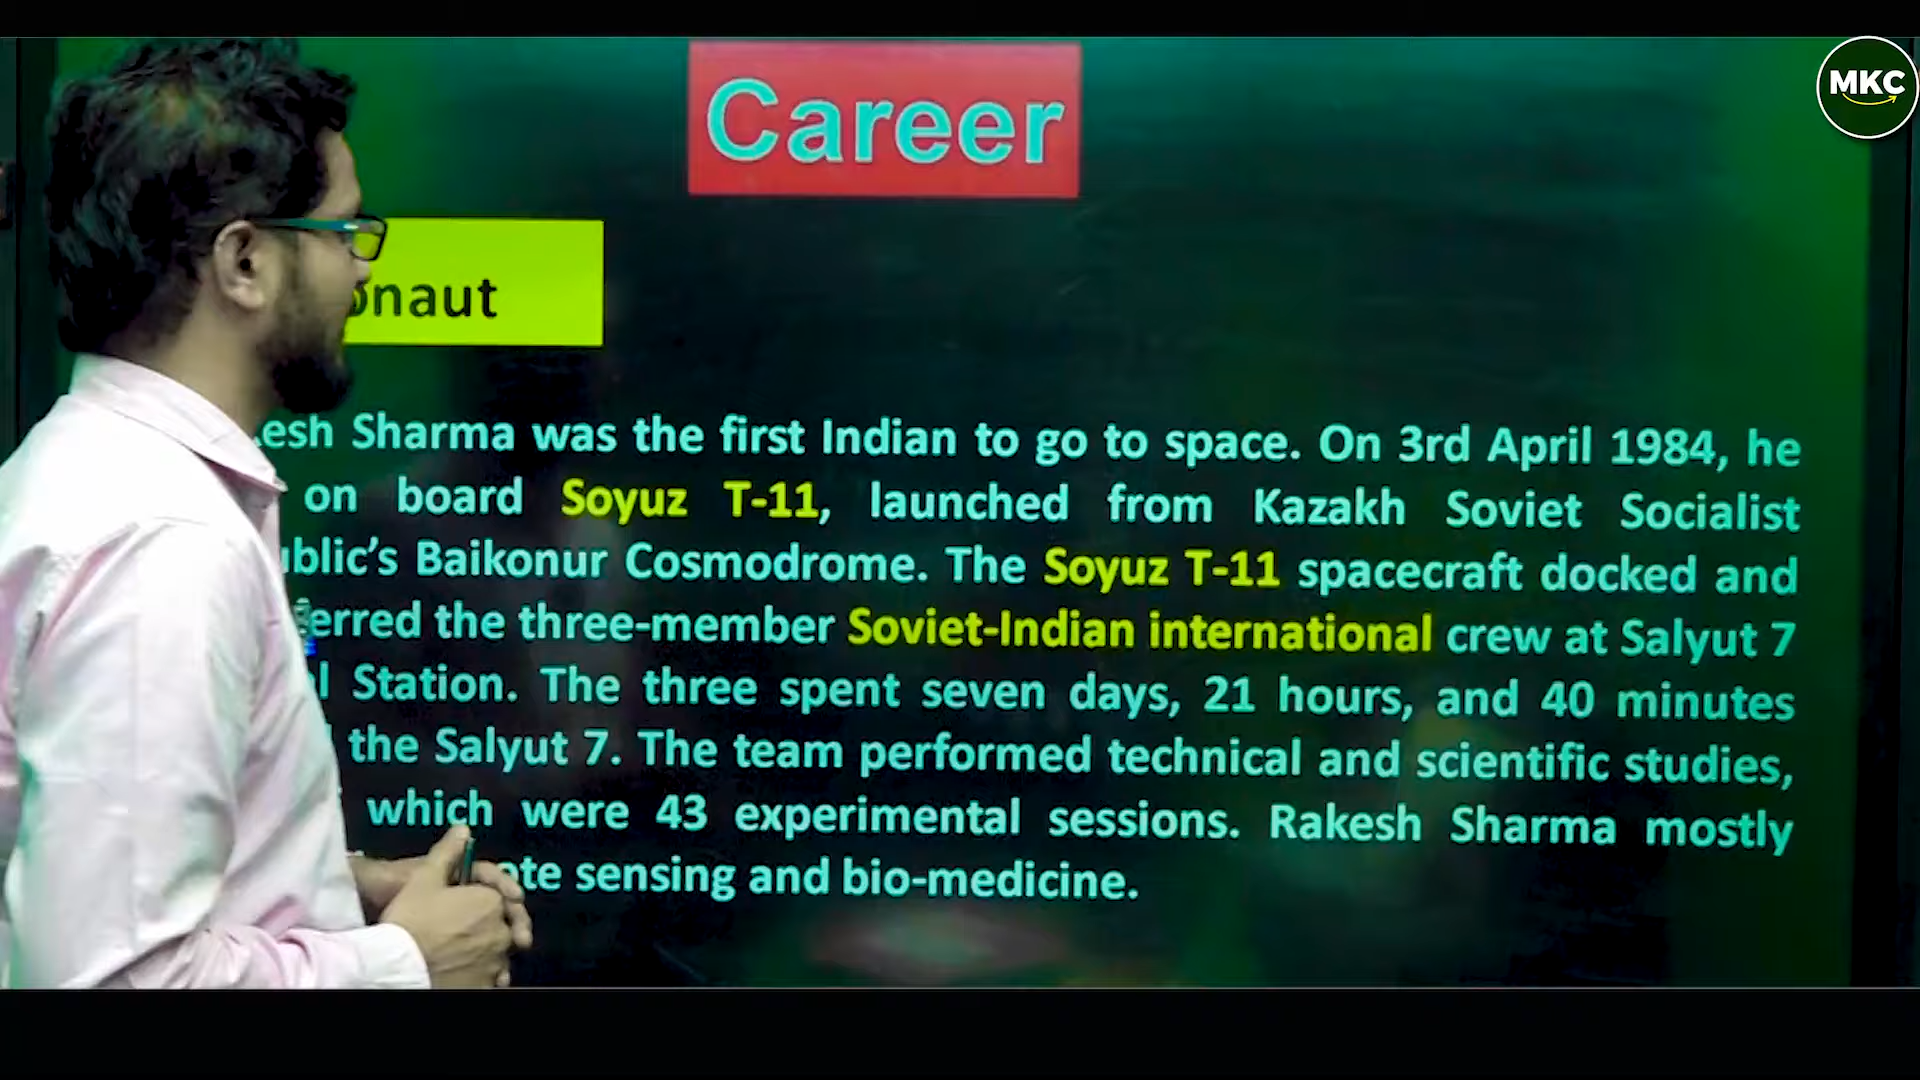 MKC
Career
onaut
esh Sharma was the first Indian to go to space. On 3rd April 1984, he
on board Soyuz T-11, launched from Kazakh Soviet Socialist
ublic’s Baikonur Cosmodrome. The Soyuz T-11 spacecraft docked and
erred the three-member Soviet-Indian international crew at Salyut 7
l Station. The three spent seven days, 21 hours, and 40 minutes
the Salyut 7. The team performed technical and scientific studies,
which were 43 experimental sessions. Rakesh Sharma mostly
ote sensing and bio-medicine.